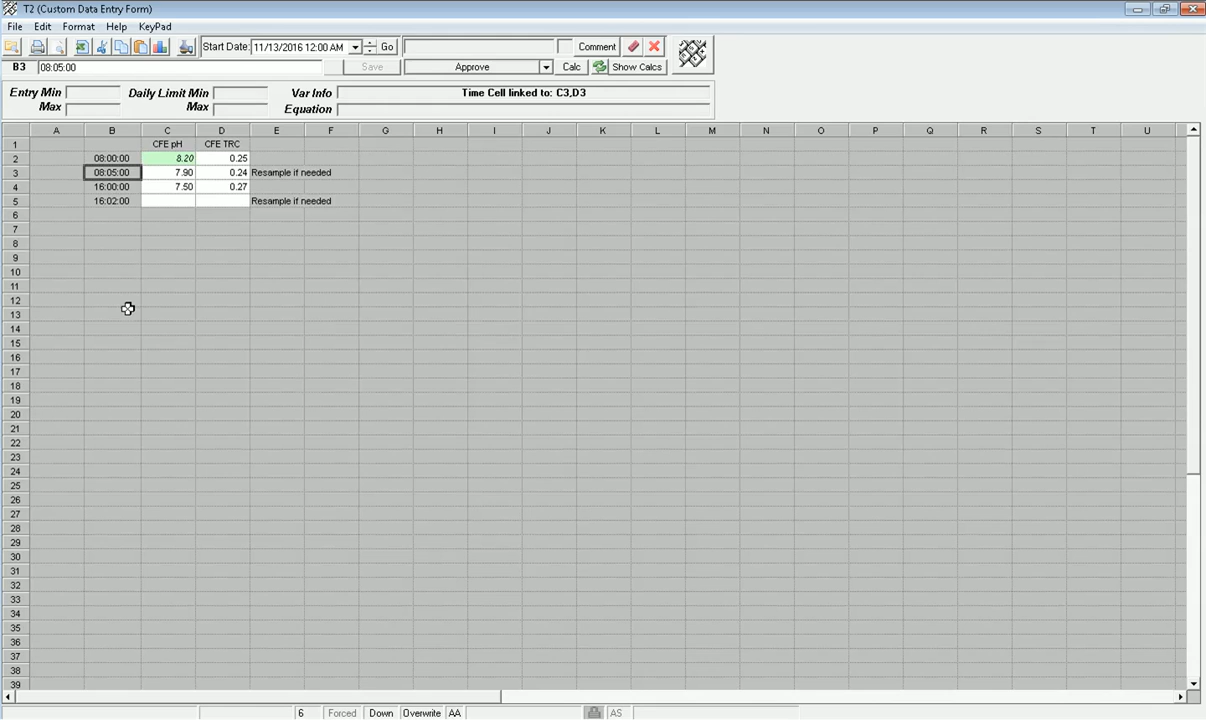 T2 (Custom Data Entry Form)
File Edit Format Help KeyPad
Start Date: 11/13/2016 12:00 AM Go Comment
B3 08:05:00 Save Approve Calc Show Calcs
Entry Min Daily Limit Min Var Info Time Cell linked to: C3,D3
Max Max Equation
A B C D E F G H I J K L M N O P Q R S T U
1 CFE pH CFE TRC
2 08:00:00 8.20 0.25
3 08:05:00 7.90 0.24 Resample if needed
4 16:00:00 7.50 0.27
5 16:02:00 Resample if needed
6
7
8
9
10
11
12
13
14
15
16
17
18
19
20
21
22
23
24
25
26
27
28
29
30
31
32
33
34
35
36
37
38
39
6 Forced Down Overwrite AA AS